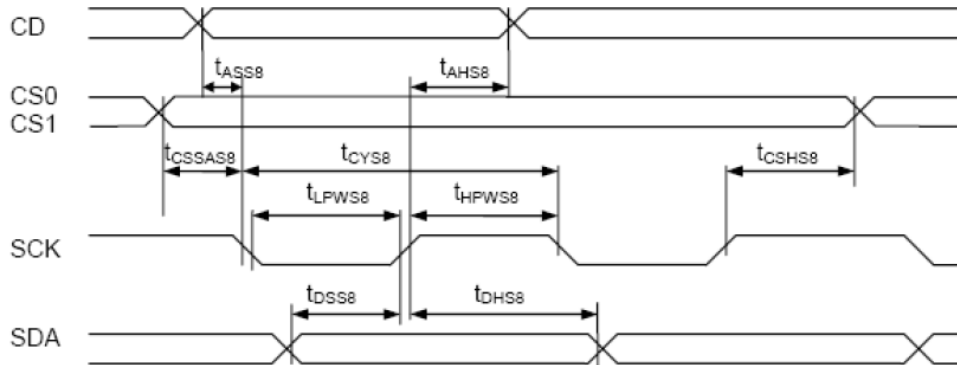 CD
tASS8 tAHS8
CS0
CS1
tCSSAS8 tCYS8 tCSHS8
tLPWS8 tHPWS8
SCK
tDSS8 tDHS8
SDA